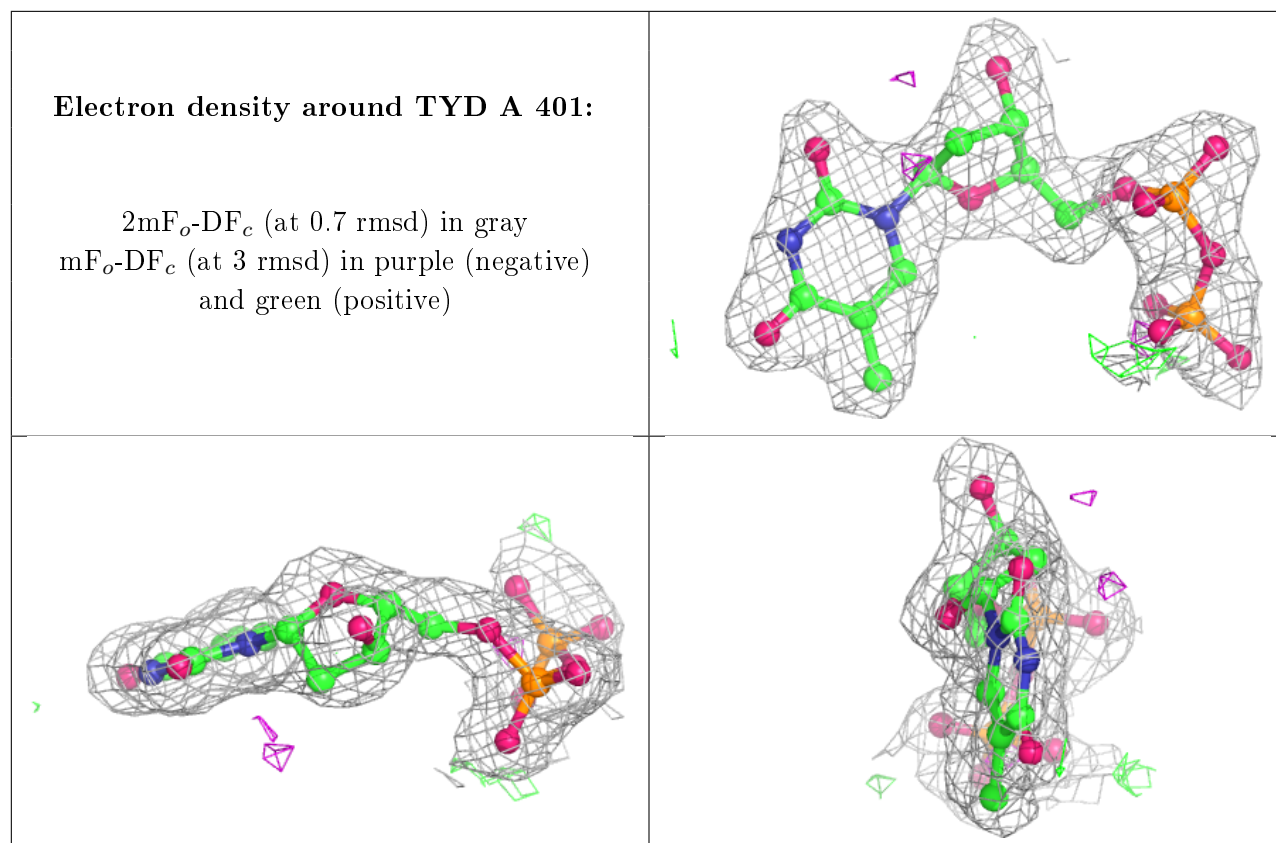 Electron density around TYD A 401:
2mFo-DFc (at 0.7 rmsd) in gray
mFo-DFc (at 3 rmsd) in purple (negative)
and green (positive)